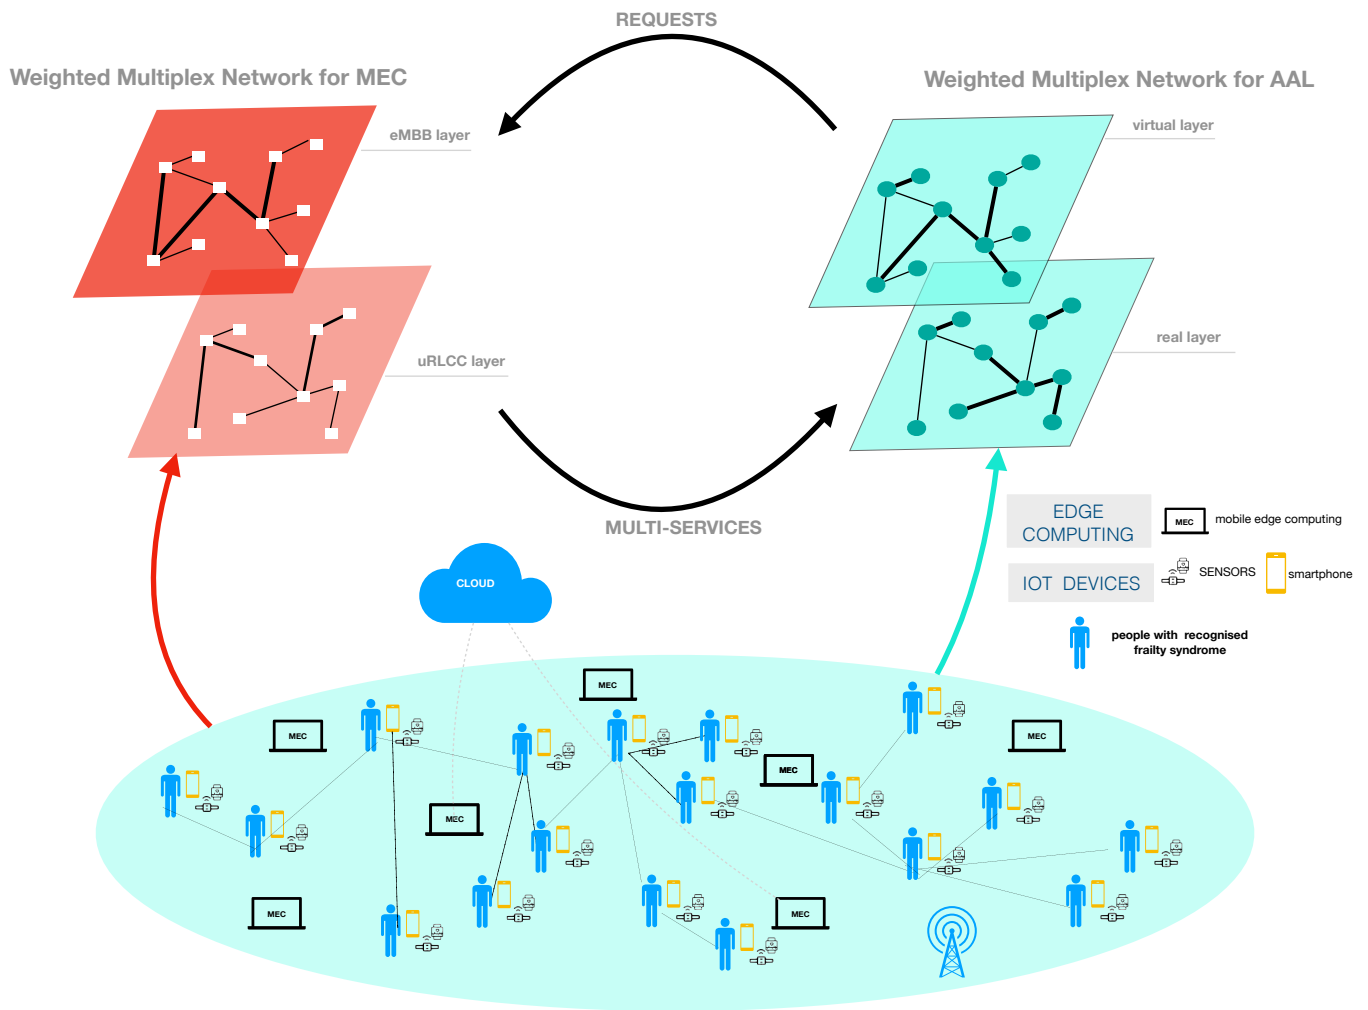 REQUESTS
Weighted Multiplex Network for MEC
Weighted Multiplex Network for AAL
eMBB layer
virtual layer
uRLCC layer
real layer
MULTI-SERVICES
EDGE
COMPUTING
MEC
mobile edge computing
IOT DEVICES
SENSORS
smartphone
people with recognised
frailty syndrome
CLOUD
MEC
MEC
MEC
MEC
MEC
MEC
MEC